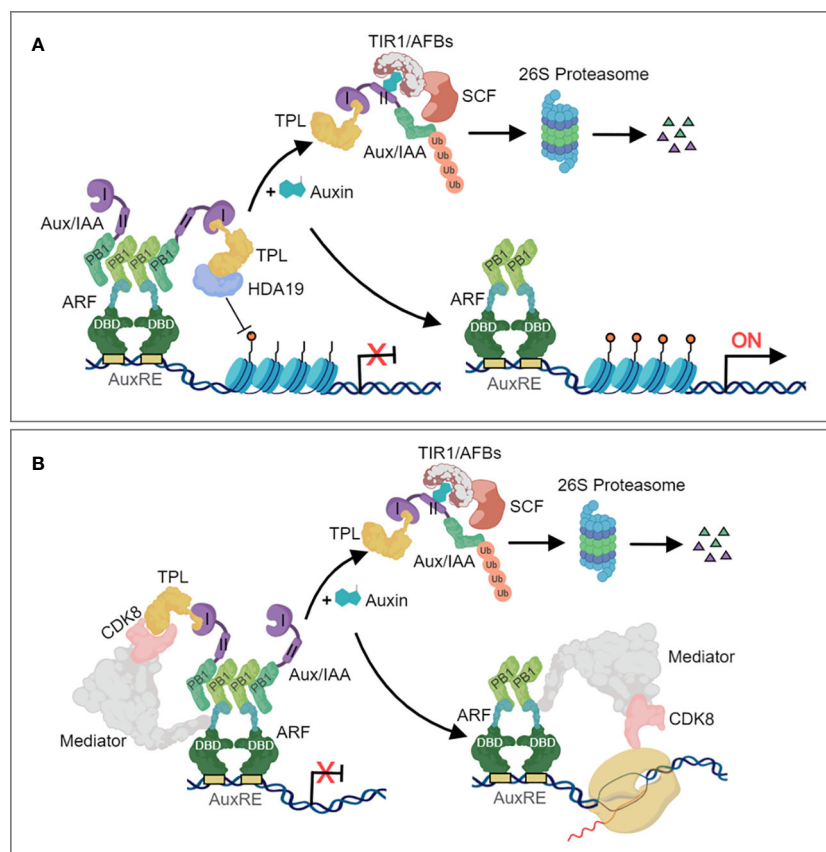 A
TIR1/AFBs
26S Proteasome
I
II
SCF
TPL
Aux/IAA
Ub
Ub
Ub
Ub
+ Auxin
I
II
I
Aux/IAA
PB1 PB1 PB1 PB1
TPL
HDA19
ARF
DBD DBD
AuxRE
X
PB1 PB1
ARF
DBD DBD
AuxRE
ON
B
TIR1/AFBs
26S Proteasome
I
II
SCF
TPL
Aux/IAA
Ub
Ub
Ub
Ub
+ Auxin
TPL
CDK8
I
II
I
PB1 PB1 PB1 PB1
Aux/IAA
Mediator
ARF
DBD DBD
AuxRE
X
PB1 PB1
Mediator
ARF
CDK8
DBD DBD
AuxRE